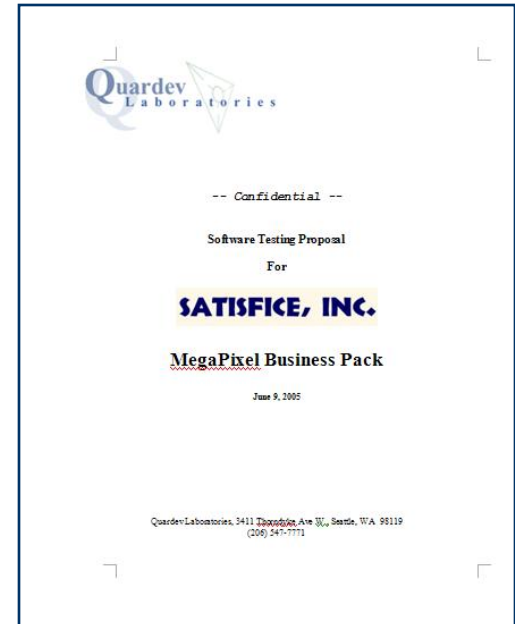 Quardev
Laboratories
-- Confidential --
Software Testing Proposal
For
SATISFICE, INC.
MegaPixel Business Pack
June 9, 2005
Quardev Laboratories, 3411 Thorndyke Ave W., Seattle, WA 98119
(206) 547-7771